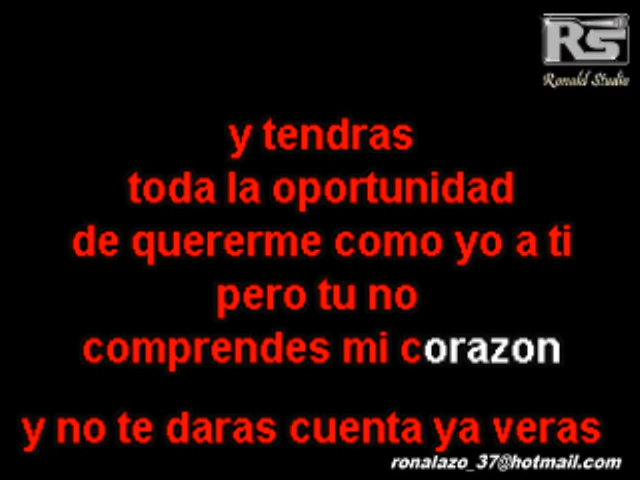 RS
Ronald Studio
y tendras
toda la oportunidad
de quererme como yo a ti
pero tu no
comprendes mi corazon
y no te daras cuenta ya veras
ronalazo_37@hotmail.com